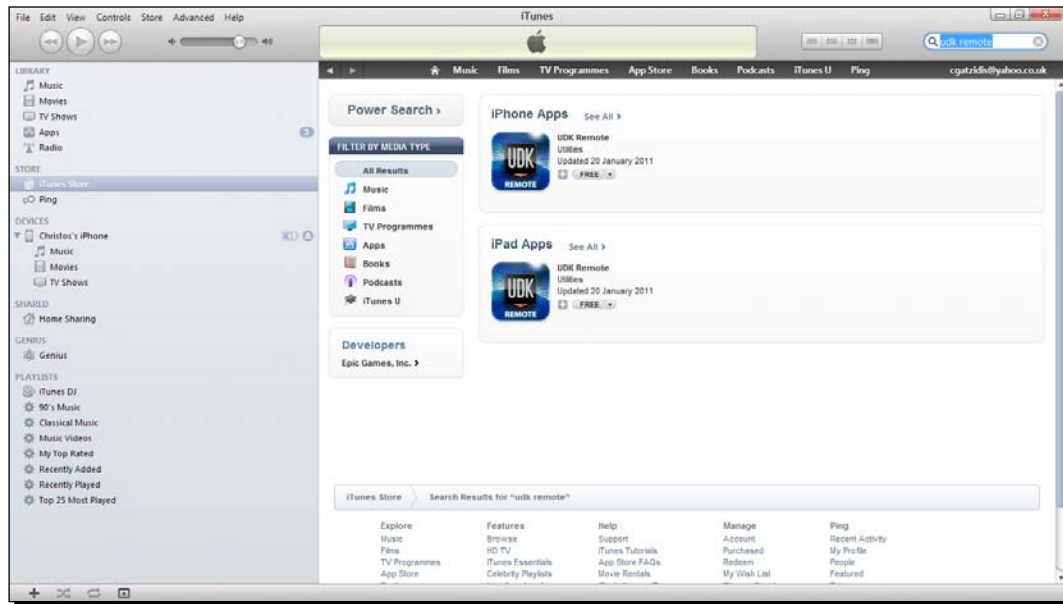 iTunes
File Edit View Controls Store Advanced Help
udk remote
LIBRARY
Music
Movies
TV Shows
Apps
Radio
STORE
iTunes Store
Ping
DEVICES
Christos's iPhone
Music
Movies
TV Shows
SHARED
Home Sharing
GENIUS
Genius
PLAYLISTS
iTunes DJ
90's Music
Classical Music
Music Videos
My Top Rated
Recently Added
Recently Played
Top 25 Most Played
Music Films TV Programmes App Store Books Podcasts iTunes U Ping cgatzidis@yahoo.co.uk
Power Search >
FILTER BY MEDIA TYPE
All Results
Music
Films
TV Programmes
Apps
Books
Podcasts
iTunes U
Developers
Epic Games, Inc. >
iPhone Apps See All >
UDK
REMOTE
UDK Remote
Utilities
Updated 20 January 2011
FREE
iPad Apps See All >
UDK
REMOTE
UDK Remote
Utilities
Updated 20 January 2011
FREE
iTunes Store Search Results for "udk remote"
Explore
Music
Films
TV Programmes
App Store
Features
Browse
HD TV
iTunes Essentials
Celebrity Playlists
Help
Support
iTunes Tutorials
App Store FAQs
Movie Rentals
Manage
Account
Purchased
Redeem
My Wish List
Ping
Recent Activity
My Profile
People
Featured